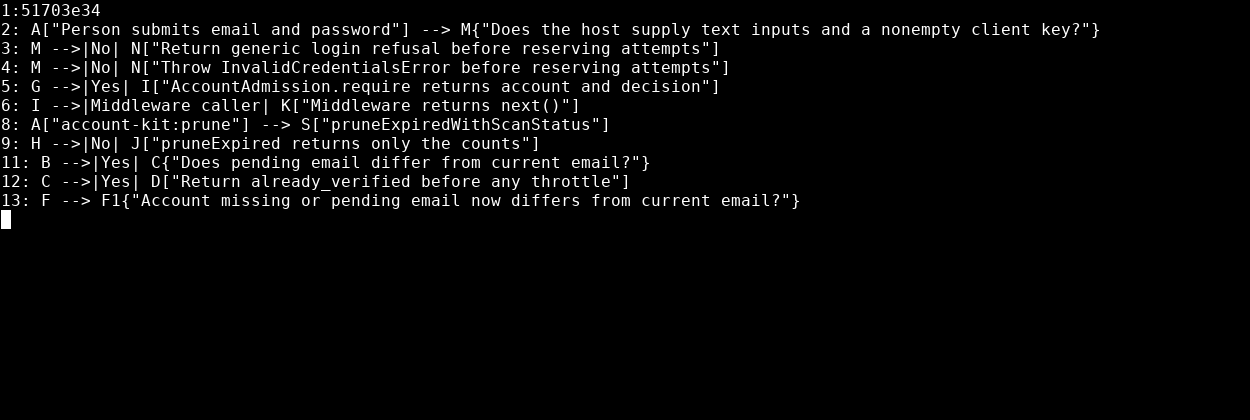 1:51703e34
2: A["Person submits email and password"] --> M{"Does the host supply text inputs and a nonempty client key?"}
3: M -->|No| N["Return generic login refusal before reserving attempts"]
4: M -->|No| N["Throw InvalidCredentialsError before reserving attempts"]
5: G -->|Yes| I["AccountAdmission.require returns account and decision"]
6: I -->|Middleware caller| K["Middleware returns next()"]
8: A["account-kit:prune"] --> S["pruneExpiredWithScanStatus"]
9: H -->|No| J["pruneExpired returns only the counts"]
11: B -->|Yes| C{"Does pending email differ from current email?"}
12: C -->|Yes| D["Return already_verified before any throttle"]
13: F --> F1{"Account missing or pending email now differs from current email?"}